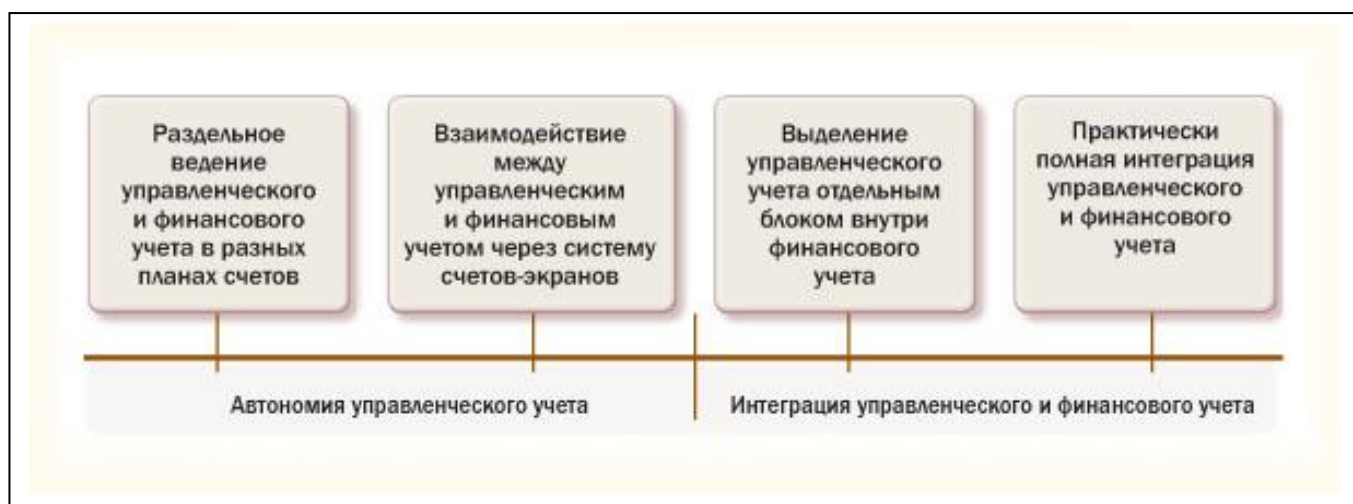 Раздельное
ведение
управленческого
и финансового
учета в разных
планах счетов
Взаимодействие
между
управленческим
и финансовым
учетом через систему
счетов-экранов
Выделение
управленческого
учета отдельным
блоком внутри
финансового
учета
Практически
полная интеграция
управленческого
и финансового
учета
Автономия управленческого учета
Интеграция управленческого и финансового учета